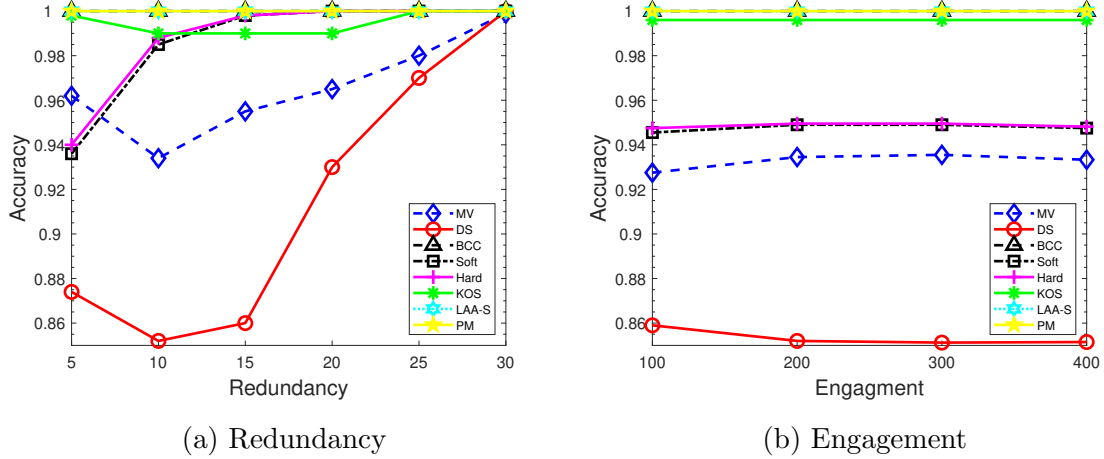 1
0.98
0.96
0.94
0.92
0.9
0.88
0.86
5 10 15 20 25 30
Accuracy
Redundancy
MV
DS
BCC
Soft
Hard
KOS
LAA-S
PM
(a) Redundancy
1
0.98
0.96
0.94
0.92
0.9
0.88
0.86
100 200 300 400
Accuracy
Engagment
MV
DS
BCC
Soft
Hard
KOS
LAA-S
PM
(b) Engagement